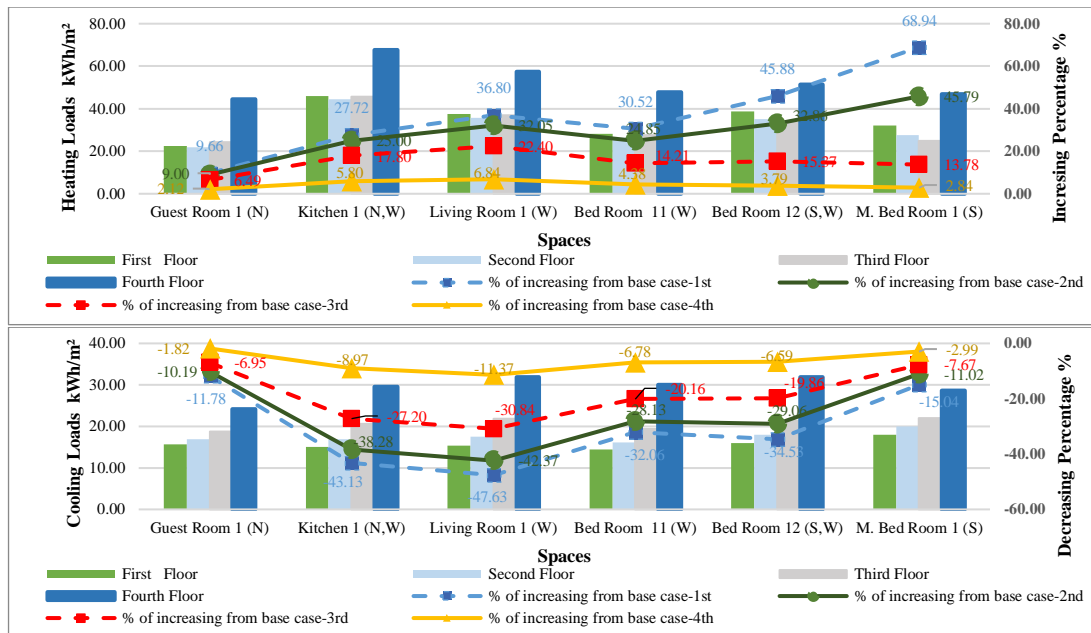 80.00
60.00
40.00
20.00
0.00
Heating Loads kWh/m²
80.00
60.00
40.00
20.00
0.00
Incresing Percentage %
9.66
27.72
36.80
30.52
45.88
68.94
9.00
25.00
32.05
24.85
45.79
17.80
22.40
14.21
13.78
5.80
6.84
4.38
3.79
2.84
Guest Room 1 (N)
Kitchen 1 (N,W)
Living Room 1 (W)
Bed Room 11 (W)
Bed Room 12 (S,W)
M. Bed Room 1 (S)
Spaces
First Floor
Second Floor
Third Floor
Fourth Floor
% of increasing from base case-1st
% of increasing from base case-2nd
% of increasing from base case-3rd
% of increasing from base case-4th
40.00
30.00
20.00
10.00
0.00
Cooling Loads kWh/m²
0.00
-20.00
-40.00
-60.00
Decreasing Percentage %
-1.82
-8.97
-11.37
-6.78
-6.59
-2.99
-6.95
-27.20
-30.84
-20.16
-19.86
-7.67
-10.19
-38.28
-42.37
-28.13
-29.06
-11.02
-11.78
-43.13
-47.63
-32.06
-34.53
-15.04
Guest Room 1 (N)
Kitchen 1 (N,W)
Living Room 1 (W)
Bed Room 11 (W)
Bed Room 12 (S,W)
M. Bed Room 1 (S)
Spaces
First Floor
Second Floor
Third Floor
Fourth Floor
% of increasing from base case-1st
% of increasing from base case-2nd
% of increasing from base case-3rd
% of increasing from base case-4th